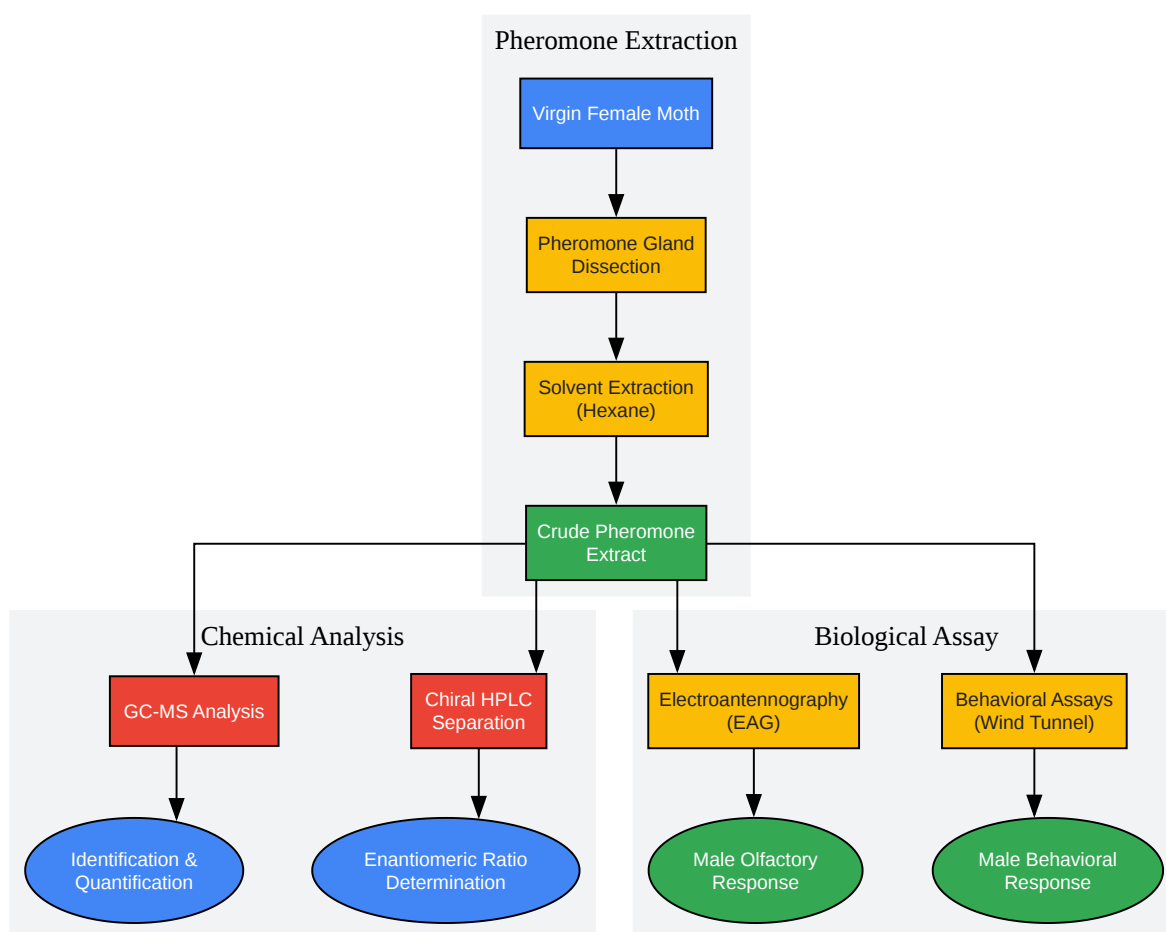 Pheromone Extraction
Virgin Female Moth
Pheromone Gland
Dissection
Solvent Extraction
(Hexane)
Crude Pheromone
Extract
Chemical Analysis
Biological Assay
GC-MS Analysis
Chiral HPLC
Separation
Electroantennography
(EAG)
Behavioral Assays
(Wind Tunnel)
Identification &
Quantification
Enantiomeric Ratio
Determination
Male Olfactory
Response
Male Behavioral
Response